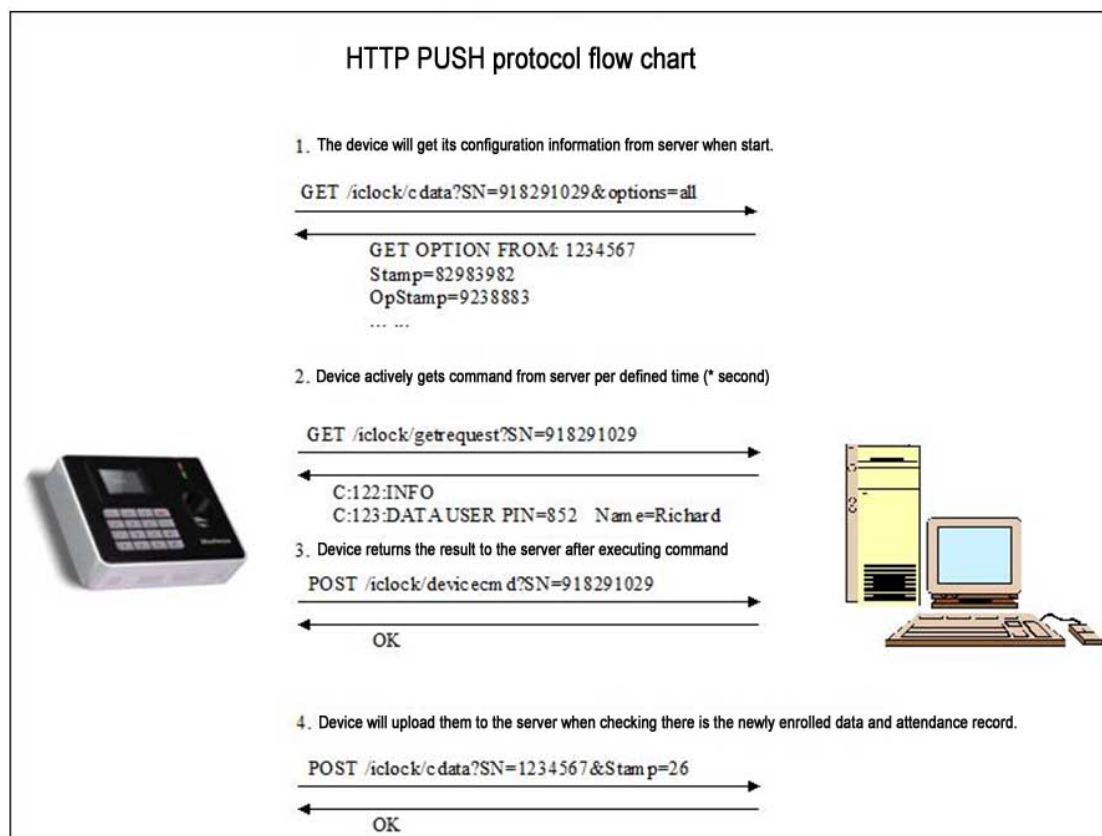 HTTP PUSH protocol flow chart
1. The device will get its configuration information from server when start.
GET /iclock/cdata?SN=918291029&options=all
GET OPTION FROM: 1234567
Stamp=82983982
OpStamp=9238883
... ...
2. Device actively gets command from server per defined time (* second)
GET /iclock/getrequest?SN=918291029
C:122:INFO
C:123:DATA USER PIN=852 Name=Richard
3. Device returns the result to the server after executing command
POST /iclock/devicecmd?SN=918291029
OK
4. Device will upload them to the server when checking there is the newly enrolled data and attendance record.
POST /iclock/cdata?SN=1234567&Stamp=26
OK